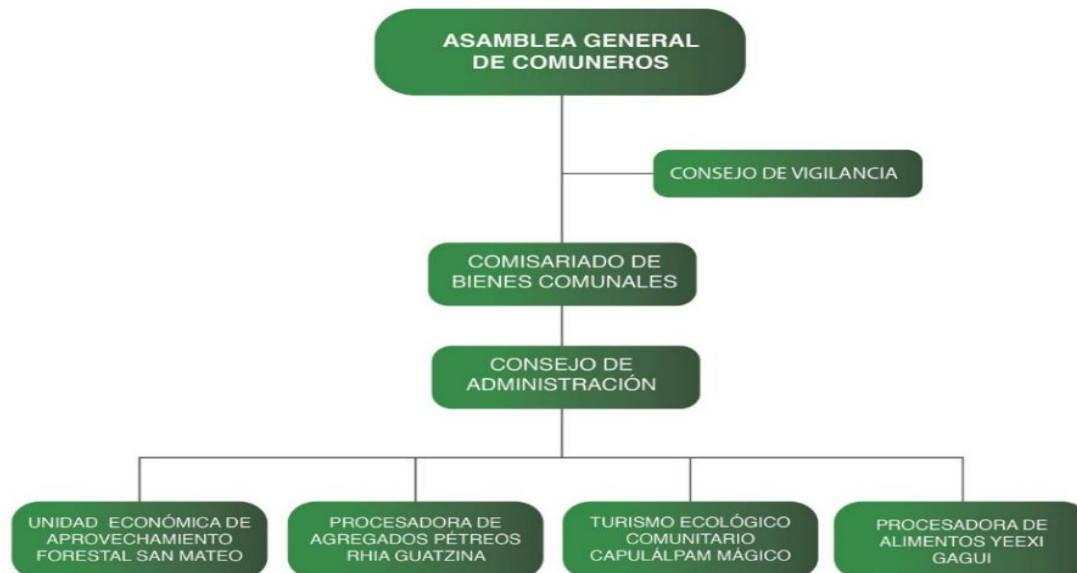 ASAMBLEA GENERAL
DE COMUNEROS
CONSEJO DE VIGILANCIA
COMISARIADO DE
BIENES COMUNALES
CONSEJO DE
ADMINISTRACIÓN
UNIDAD ECONÓMICA DE
APROVECHAMIENTO
FORESTAL SAN MATEO
PROCESADORA DE
AGREGADOS PÉTREOS
RHIA GUATZINA
TURISMO ECOLÓGICO
COMUNITARIO
CAPULÁLPAM MÁGICO
PROCESADORA DE
ALIMENTOS YEEXI
GAGUI